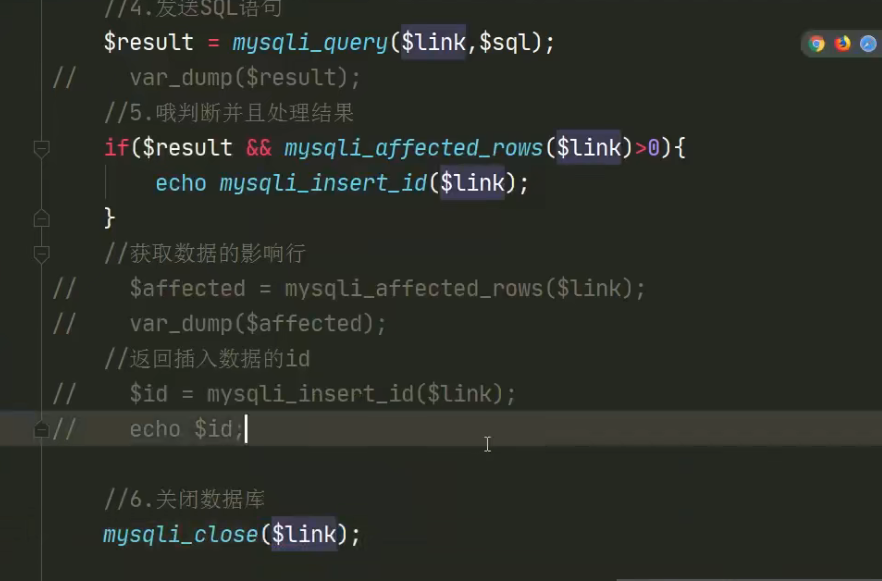 //4.发送SQL语句
$result = mysqli_query($link,$sql);
//    var_dump($result);
//5.哦判断并且处理结果
if($result && mysqli_affected_rows($link)>0){
echo mysqli_insert_id($link);
}
//获取数据的影响行
//    $affected = mysqli_affected_rows($link);
//    var_dump($affected);
//返回插入数据的id
//    $id = mysqli_insert_id($link);
//    echo $id;
//6.关闭数据库
mysqli_close($link);